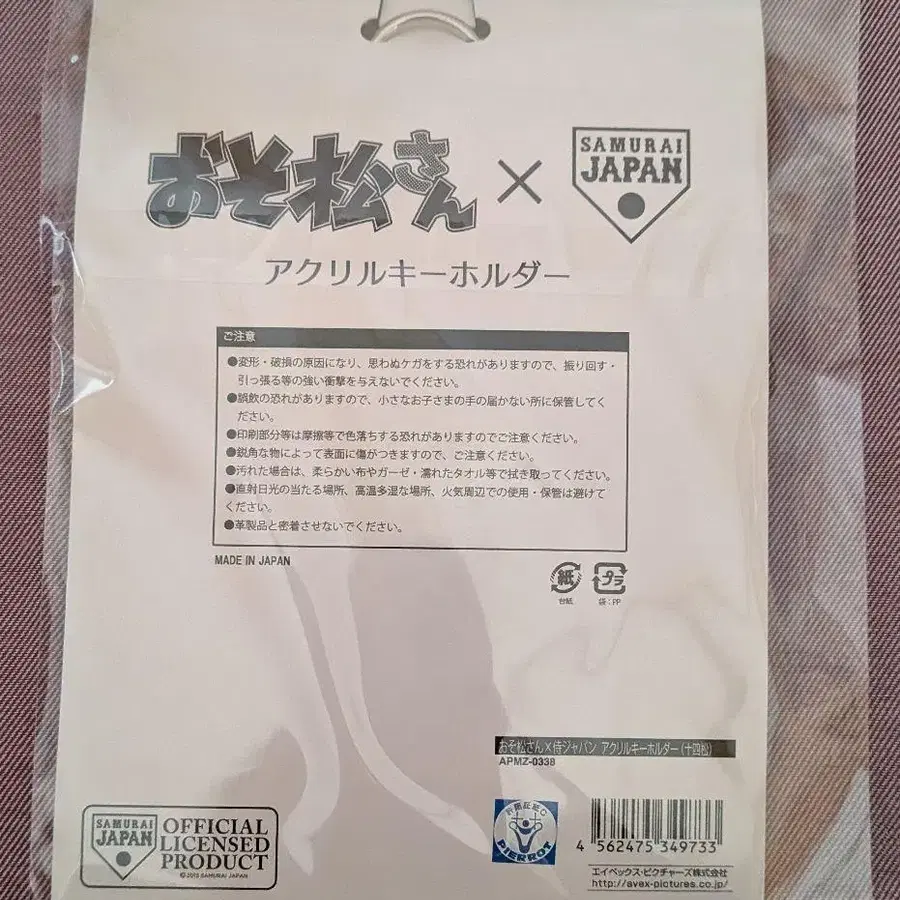 おそ松さん × SAMURAI JAPAN
アクリルキーホルダー
ご注意
●変形・破損の原因になり、思わぬケガをする恐れがありますので、振り回す・
引っ張る等の強い衝撃を与えないでください。
●誤飲の恐れがありますので、小さなお子さまの手の届かない所に保管してく
ださい。
●印刷部分等は摩擦等で色落ちする恐れがありますのでご注意ください。
●鋭角な物によって表面に傷がつきますので、ご注意ください。
●汚れた場合は、柔らかい布やガーゼ・濡れたタオル等で拭き取ってください。
●直射日光の当たる場所、高温多湿な場所、火気周辺での使用・保管は避けて
ください。
●革製品と密着させないでください。
MADE IN JAPAN
紙 プラ
台紙 袋:PP
おそ松さん×侍ジャパン アクリルキーホルダー(十四松)
APMZ-0338
SAMURAI
JAPAN
OFFICIAL
LICENSED
PRODUCT
©2015 SAMURAI JAPAN
PIERROT
4 562475 349733
エイベックス・ピクチャーズ株式会社
http://avex-pictures.co.jp/